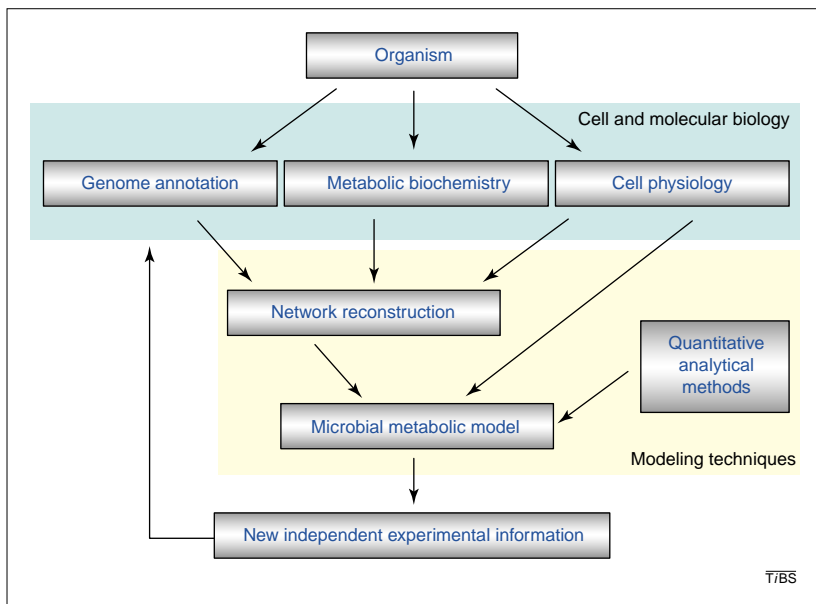 Organism
Cell and molecular biology
Genome annotation
Metabolic biochemistry
Cell physiology
Network reconstruction
Quantitative
analytical
methods
Microbial metabolic model
Modeling techniques
New independent experimental information
TiBS